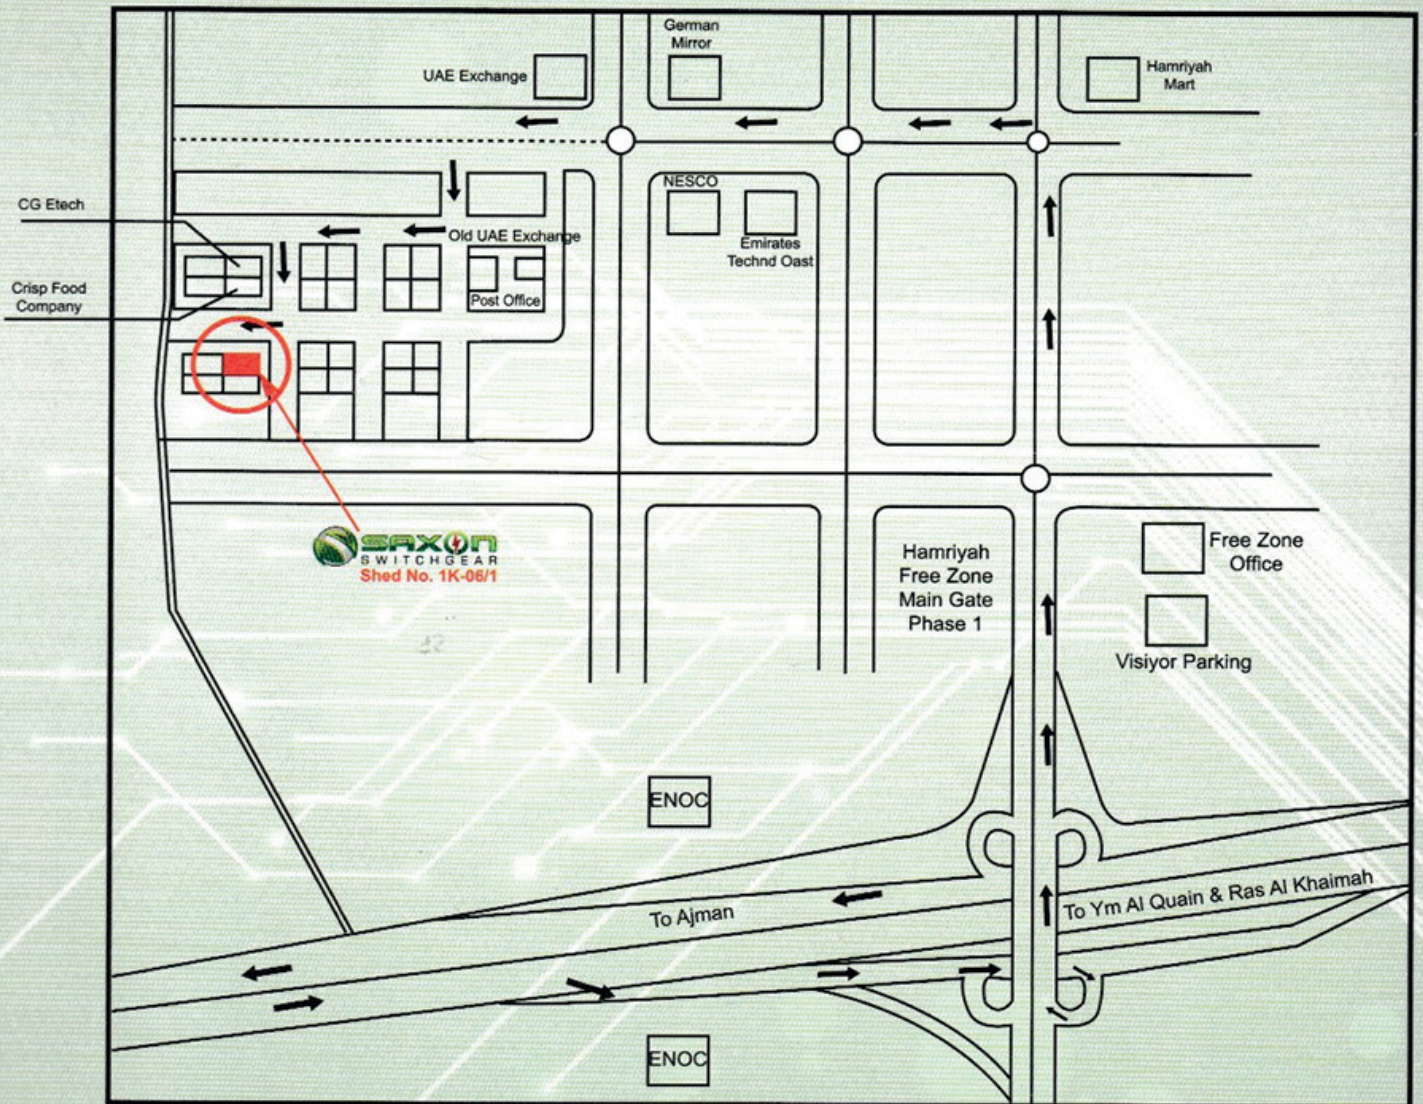 German
Mirror
UAE Exchange
Hamriyah
Mart
NESCO
Emirates
Technd Oast
CG Etech
Old UAE Exchange
Post Office
Crisp Food
Company
SAXON
SWITCHGEAR
Shed No. 1K-06/1
Hamriyah
Free Zone
Main Gate
Phase 1
Free Zone
Office
Visiyor Parking
ENOC
To Ajman
To Ym Al Quain & Ras Al Khaimah
ENOC